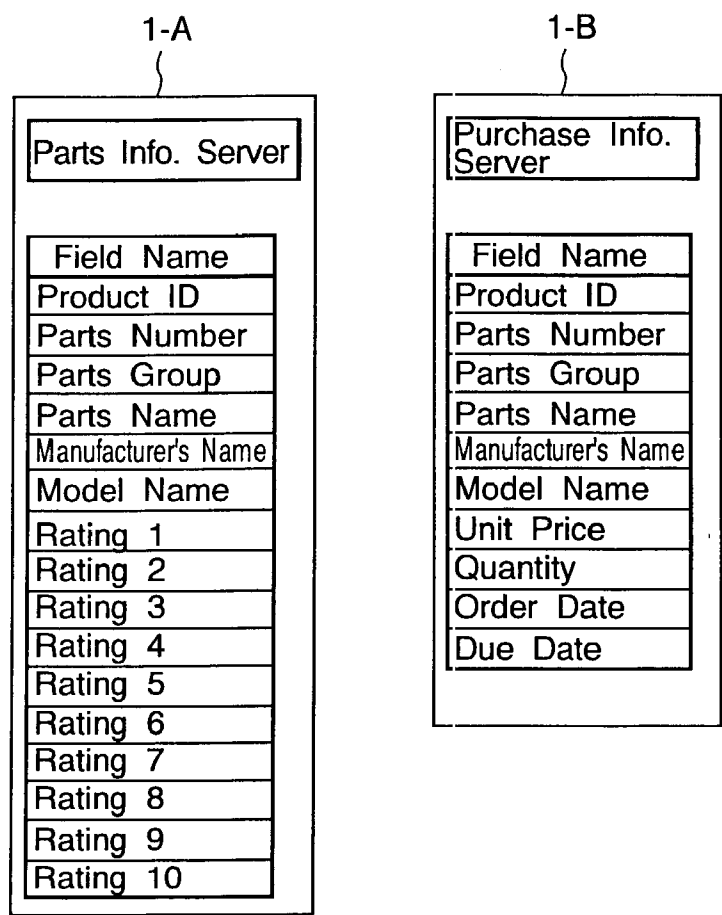 1-A
Parts Info. Server
Field Name
Product ID
Parts Number
Parts Group
Parts Name
Manufacturer's Name
Model Name
Rating 1
Rating 2
Rating 3
Rating 4
Rating 5
Rating 6
Rating 7
Rating 8
Rating 9
Rating 10
1-B
Purchase Info.
Server
Field Name
Product ID
Parts Number
Parts Group
Parts Name
Manufacturer's Name
Model Name
Unit Price
Quantity
Order Date
Due Date